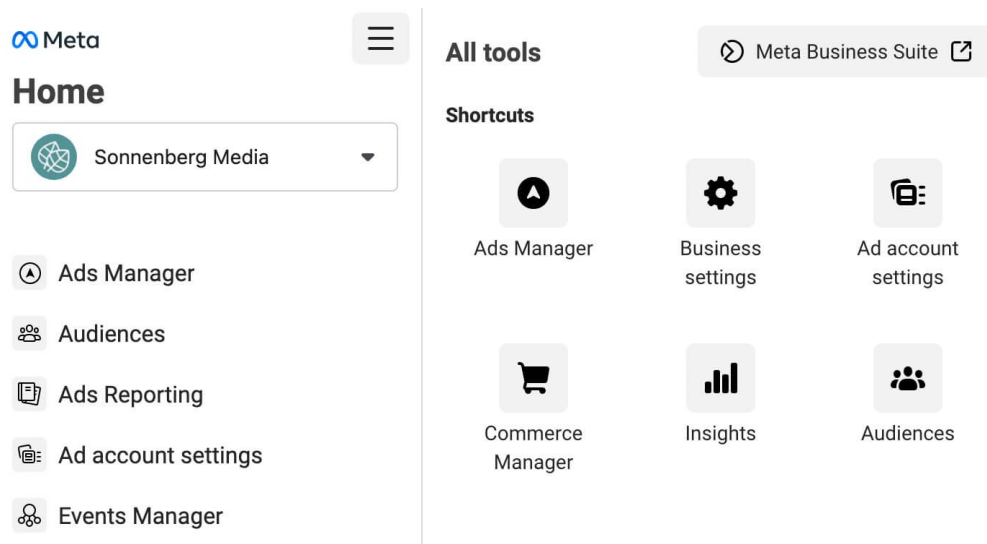 Meta
Home
Sonnenberg Media
Ads Manager
Audiences
Ads Reporting
Ad account settings
Events Manager
All tools
Meta Business Suite
Shortcuts
Ads Manager
Business
settings
Ad account
settings
Commerce
Manager
Insights
Audiences